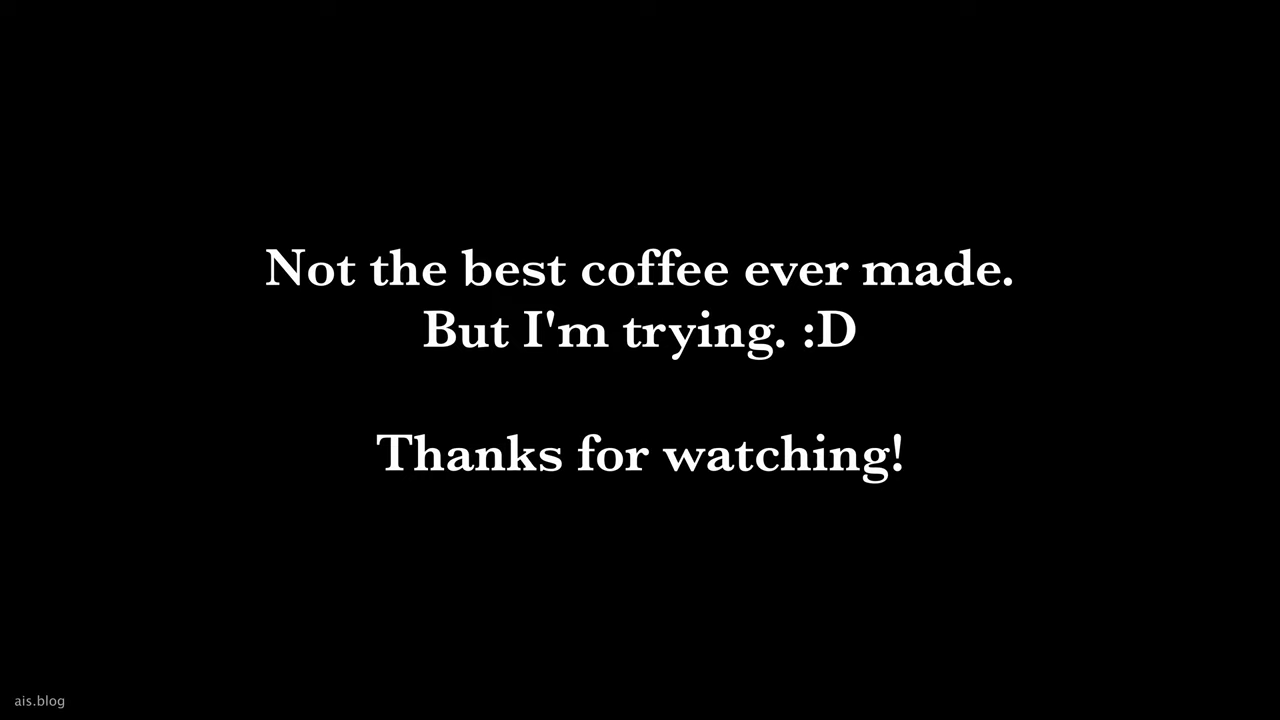 Not the best coffee ever made.
But I'm trying. :D
Thanks for watching!
ais.blog